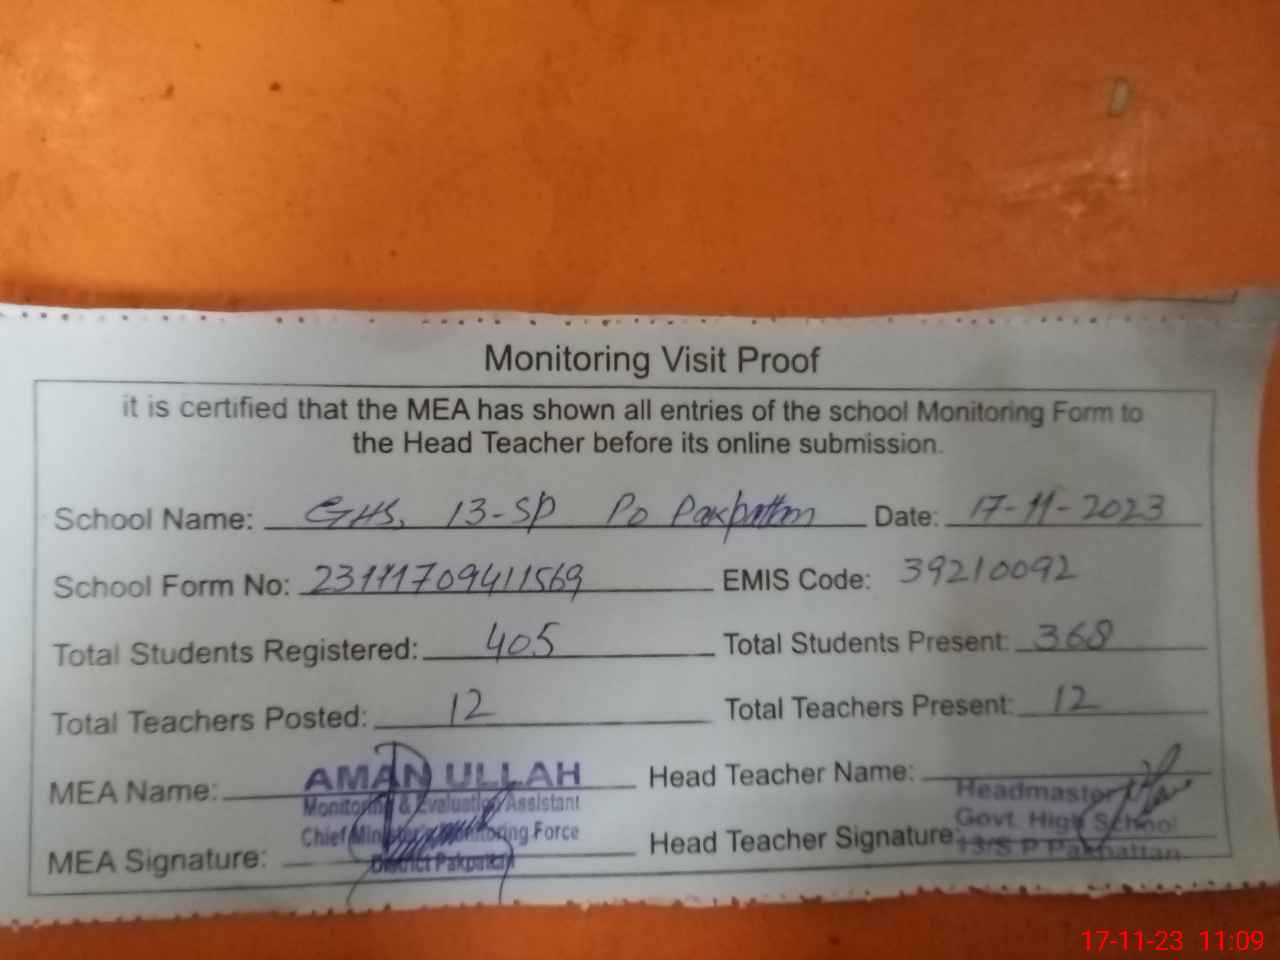 Monitoring Visit Proof
it is certified that the MEA has shown all entries of the school Monitoring Form to
the Head Teacher before its online submission.
School Name: GHS, 13-SP Po Pakpattan Date: 17-11-2023
School Form No: 23111709411569 EMIS Code: 39210092
Total Students Registered: 405 Total Students Present: 368
Total Teachers Posted: 12 Total Teachers Present: 12
MEA Name: AMAN ULLAH Head Teacher Name:
Monitoring & Evaluation Assistant Headmaster
Chief Minister's Monitoring Force Govt. High School
MEA Signature: District Pakpattan Head Teacher Signature: 13/S.P Pakpattan
17-11-23 11:09